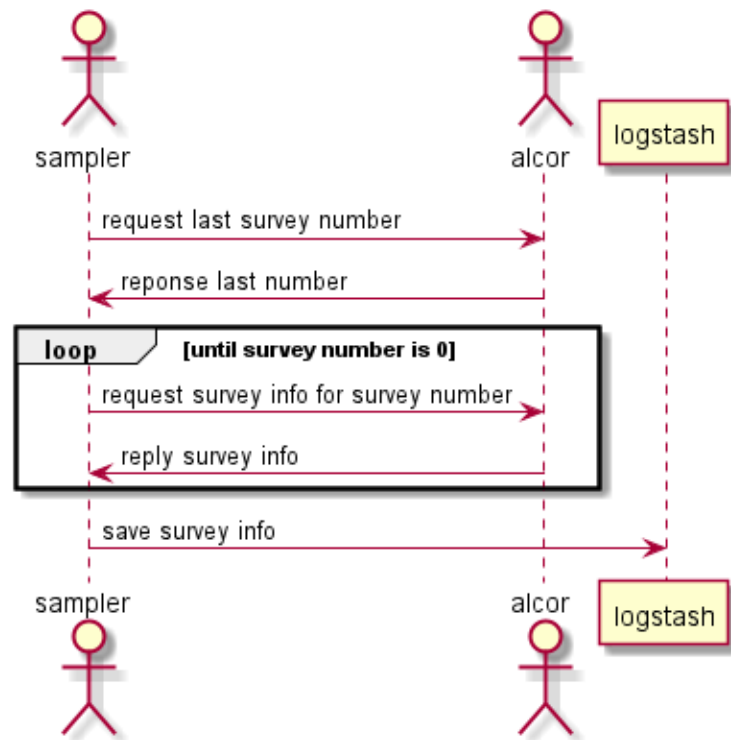 sampler
alcor
logstash
request last survey number
reponse last number
loop [until survey number is 0]
request survey info for survey number
reply survey info
save survey info
sampler
alcor
logstash